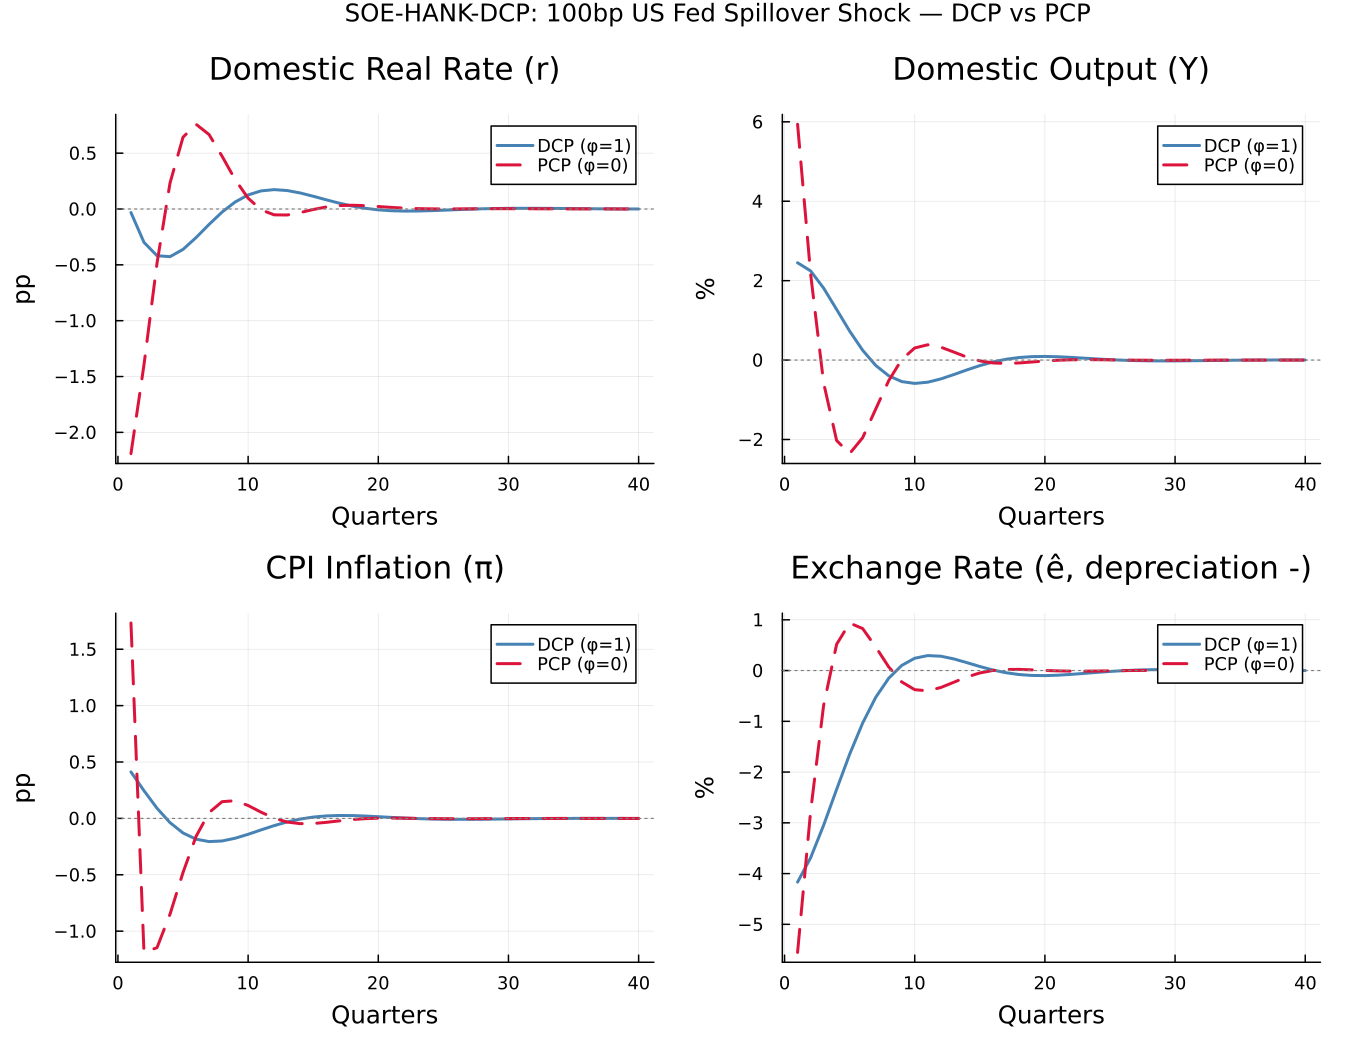 SOE-HANK-DCP: 100bp US Fed Spillover Shock — DCP vs PCP
Domestic Real Rate (r)
DCP (φ=1)
PCP (φ=0)
0.5
0.0
−0.5
−1.0
−1.5
−2.0
pp
0 10 20 30 40
Quarters
Domestic Output (Y)
DCP (φ=1)
PCP (φ=0)
6
4
2
0
−2
%
0 10 20 30 40
Quarters
CPI Inflation (π)
DCP (φ=1)
PCP (φ=0)
1.5
1.0
0.5
0.0
−0.5
−1.0
pp
0 10 20 30 40
Quarters
Exchange Rate (ê, depreciation -)
DCP (φ=1)
PCP (φ=0)
1
0
−1
−2
−3
−4
−5
%
0 10 20 30 40
Quarters